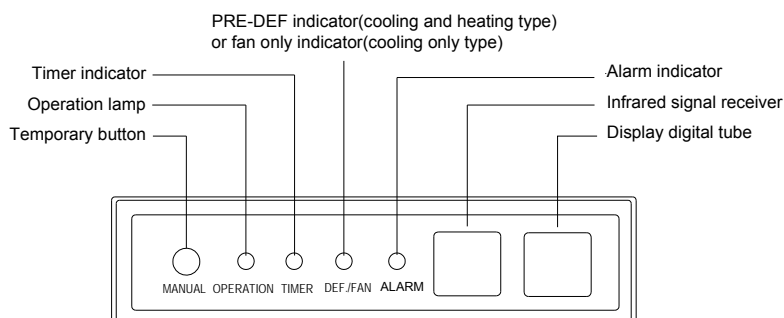 PRE-DEF indicator(cooling and heating type)
or fan only indicator(cooling only type)
Timer indicator
Alarm indicator
Operation lamp
Infrared signal receiver
Temporary button
Display digital tube
MANUAL OPERATION TIMER DEF./FAN ALARM